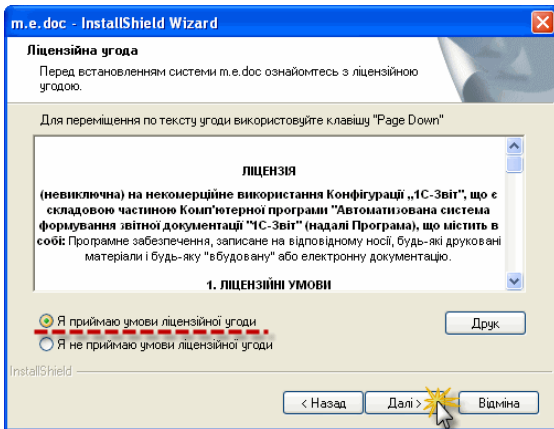 m.e.doc - InstallShield Wizard
Ліцензійна угода
Перед встановленням системи m.e.doc ознайомтесь з ліцензійною
угодою.
Для переміщення по тексту угоди використовуйте клавішу "Page Down"
ЛІЦЕНЗІЯ
(невиключна) на некомерційне використання Конфігурації „1С-Звіт", що є
складовою частиною Комп'ютерної програми "Автоматизована система
формування звітної документації "1С-Звіт" (надалі Програма), що містить в
собі: Програмне забезпечення, записане на відповідному носії, будь-які друковані
матеріали і будь-яку "вбудовану" або електронну документацію.
1. ЛІЦЕНЗІЙНІ УМОВИ
Я приймаю умови ліцензійної угоди
Друк
Я не приймаю умови ліцензійної угоди
InstallShield
< Назад Далі > Відміна